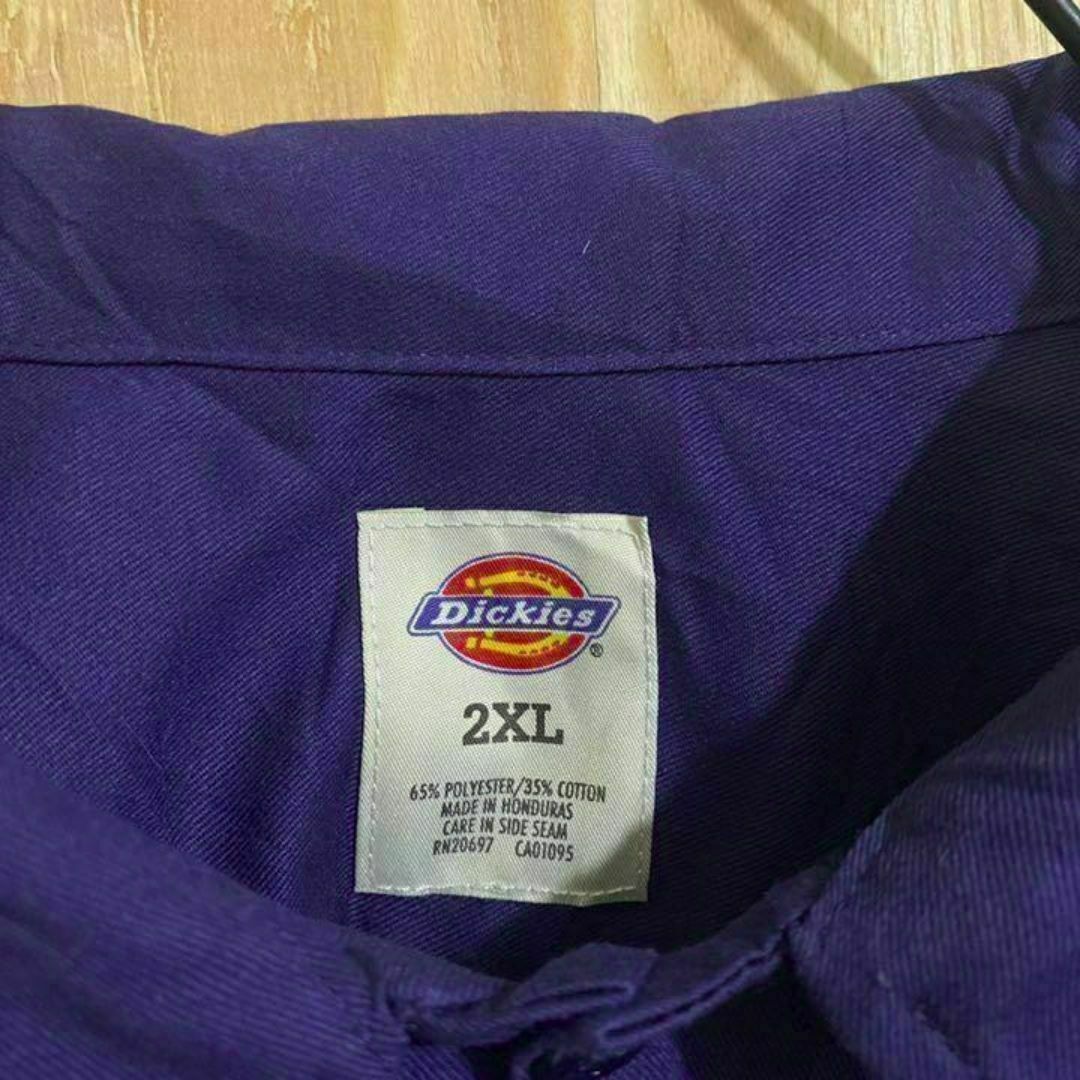 Dickies®
2XL
65% POLYESTER/35% COTTON
MADE IN HONDURAS
CARE IN SIDE SEAM
RN20697 CA01095